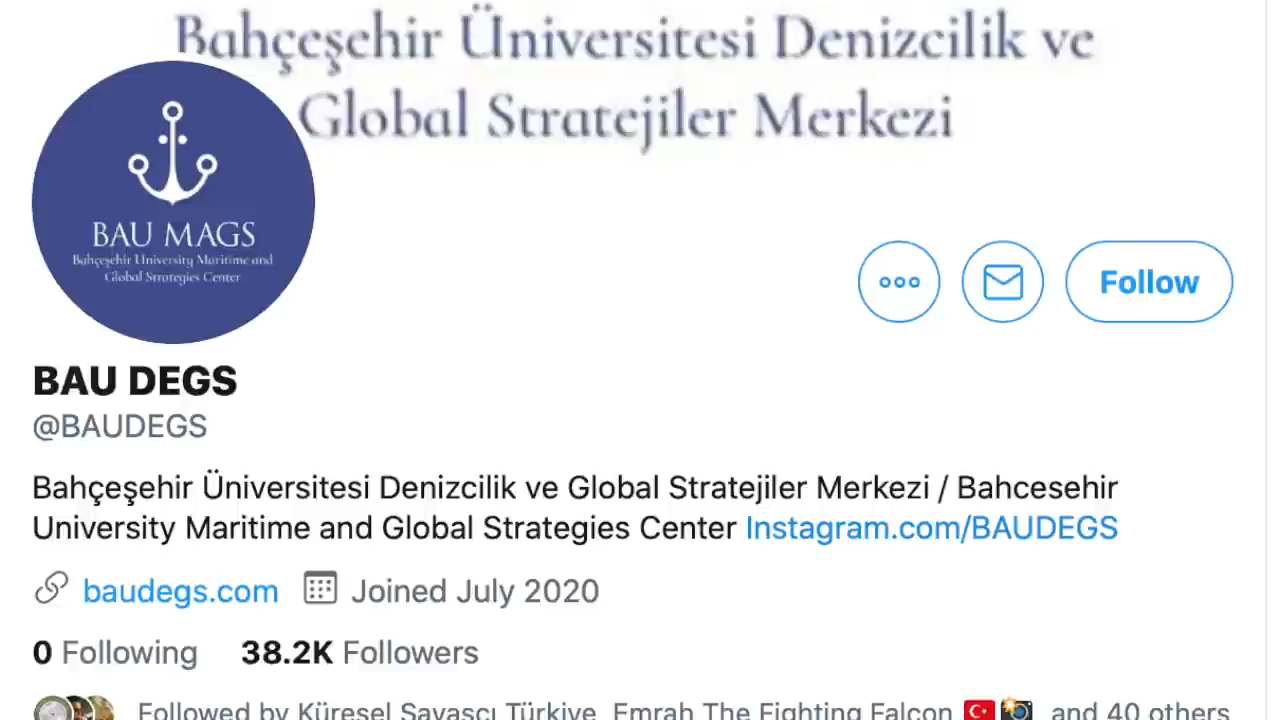 Bahçeşehir Üniversitesi Denizcilik ve
Global Stratejiler Merkezi
BAU MAGS
Bahçeşehir University Maritime and
Global Strategies Center
Follow
BAU DEGS
@BAUDEGS
Bahçeşehir Üniversitesi Denizcilik ve Global Stratejiler Merkezi / Bahcesehir
University Maritime and Global Strategies Center Instagram.com/BAUDEGS
baudegs.com Joined July 2020
0 Following 38.2K Followers
Followed by Küresel Savaşçı Türkiye, Emrah The Fighting Falcon and 40 others